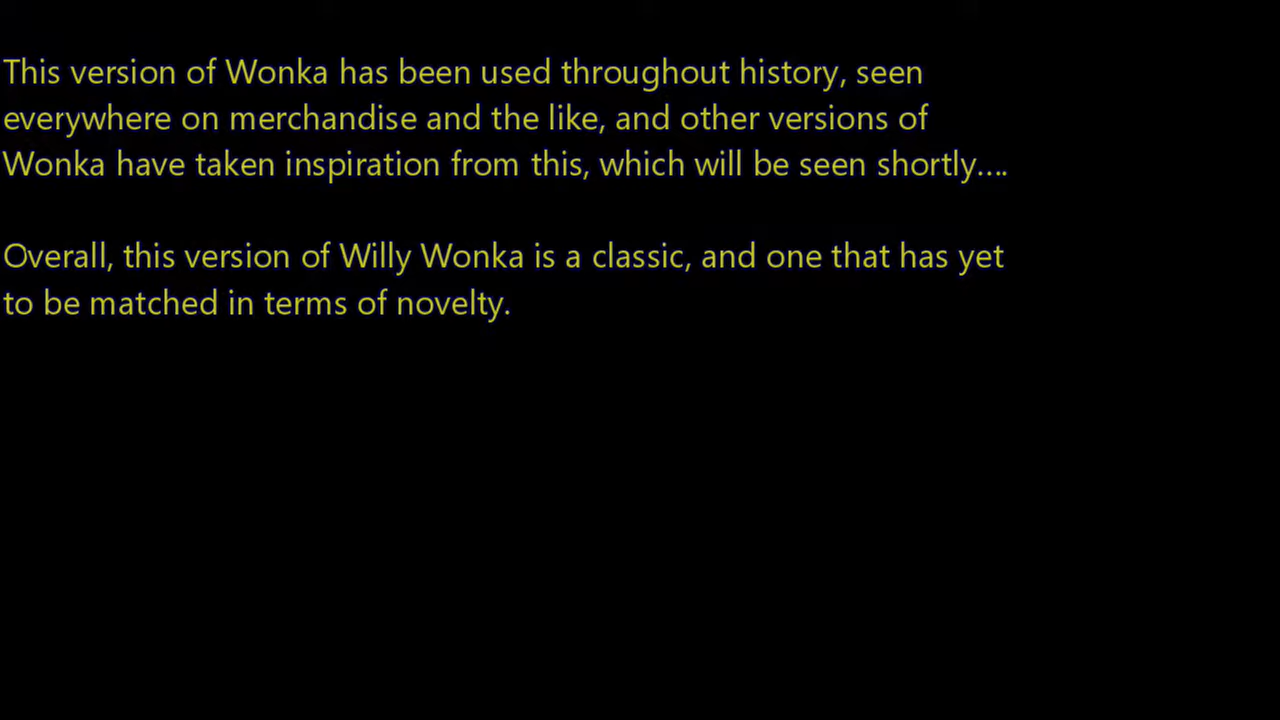 This version of Wonka has been used throughout history, seen
everywhere on merchandise and the like, and other versions of
Wonka have taken inspiration from this, which will be seen shortly….
Overall, this version of Willy Wonka is a classic, and one that has yet
to be matched in terms of novelty.